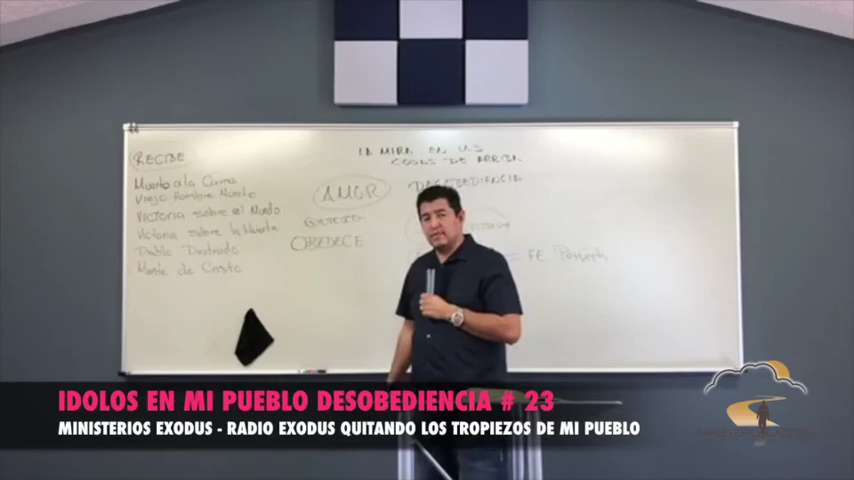 RECIBE
LA MIRA EN LAS
COSAS DE ARRIBA
Muerto a la Carne
Viejo Hombre Muerto
Victoria sobre el Mundo
Victoria sobre la Muerte
Diablo Destruido
Mente de Cristo
AMOR
OBEDECE
DESOBEDIENCIA
= FE Perfecta
IDOLOS EN MI PUEBLO DESOBEDIENCIA # 23
MINISTERIOS EXODUS - RADIO EXODUS QUITANDO LOS TROPIEZOS DE MI PUEBLO